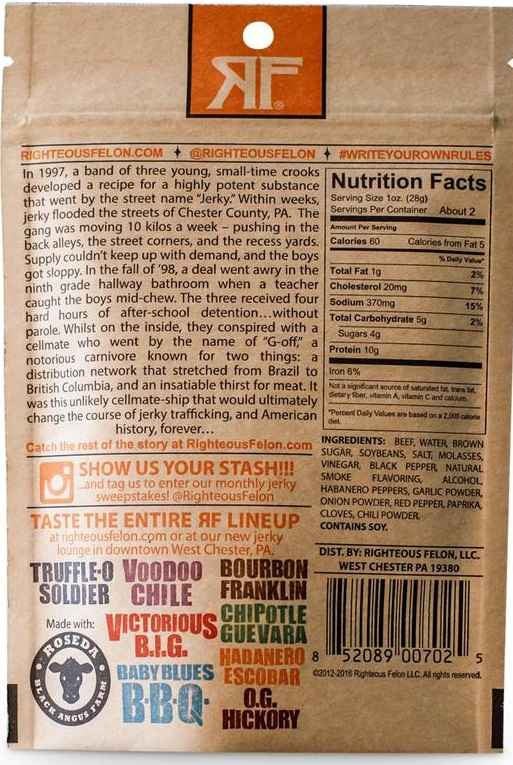 RF®
RIGHTEOUSFELON.COM ✦ @RIGHTEOUSFELON ✦ #WRITEYOUROWNRULES
In 1997, a band of three young, small-time crooks
developed a recipe for a highly potent substance
that went by the street name "Jerky." Within weeks,
jerky flooded the streets of Chester County, PA. The
gang was moving 10 kilos a week – pushing in the
back alleys, the street corners, and the recess yards.
Supply couldn't keep up with demand, and the boys
got sloppy. In the fall of '98, a deal went awry in the
ninth grade hallway bathroom when a teacher
caught the boys mid-chew. The three received four
hard hours of after-school detention...without
parole. Whilst on the inside, they conspired with a
cellmate who went by the name of "G-off," a
notorious carnivore known for two things: a
distribution network that stretched from Brazil to
British Columbia, and an insatiable thirst for meat. It
was this unlikely cellmate-ship that would ultimately
change the course of jerky trafficking, and American
history, forever...
Catch the rest of the story at RighteousFelon.com
SHOW US YOUR STASH!!!
...and tag us to enter our monthly jerky
sweepstakes! @RighteousFelon
TASTE THE ENTIRE RF LINEUP
at righteousfelon.com or at our new jerky
lounge in downtown West Chester, PA.
TRUFFLE-O
SOLDIER
VOODOO
CHILE
BOURBON
FRANKLIN
VICTORIOUS
B.I.G.
CHIPOTLE
GUEVARA
BABY BLUES
B·B·Q·
HABANERO
ESCOBAR
O.G.
HICKORY
Made with:
ROSEDA
BLACK ANGUS FARM
Nutrition Facts
Serving Size 1oz. (28g)
Servings Per Container About 2
Amount Per Serving
Calories 60 Calories from Fat 5
% Daily Value*
Total Fat 1g 2%
Cholesterol 20mg 7%
Sodium 370mg 15%
Total Carbohydrate 5g 2%
Sugars 4g
Protein 10g
Iron 6%
Not a significant source of saturated fat, trans fat,
dietary fiber, vitamin A, vitamin C and calcium.
*Percent Daily Values are based on a 2,000 calorie
diet.
INGREDIENTS: BEEF, WATER, BROWN
SUGAR, SOYBEANS, SALT, MOLASSES,
VINEGAR, BLACK PEPPER, NATURAL
SMOKE FLAVORING, ALCOHOL,
HABANERO PEPPERS, GARLIC POWDER,
ONION POWDER, RED PEPPER, PAPRIKA,
CLOVES, CHILI POWDER.
CONTAINS SOY.
DIST. BY: RIGHTEOUS FELON, LLC.
WEST CHESTER PA 19380
8 52089 00702 5
©2012-2016 Righteous Felon LLC. All rights reserved.